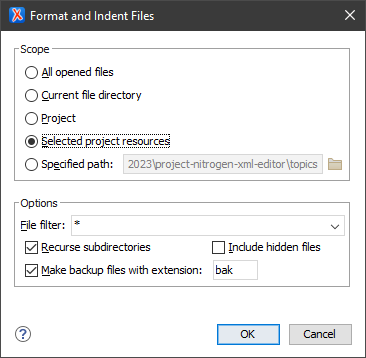 Format and Indent Files
Scope
All opened files
Current file directory
Project
Selected project resources
Specified path: 2023\project-nitrogen-xml-editor\topics
Options
File filter: *
Recurse subdirectories Include hidden files
Make backup files with extension: bak
? OK Cancel